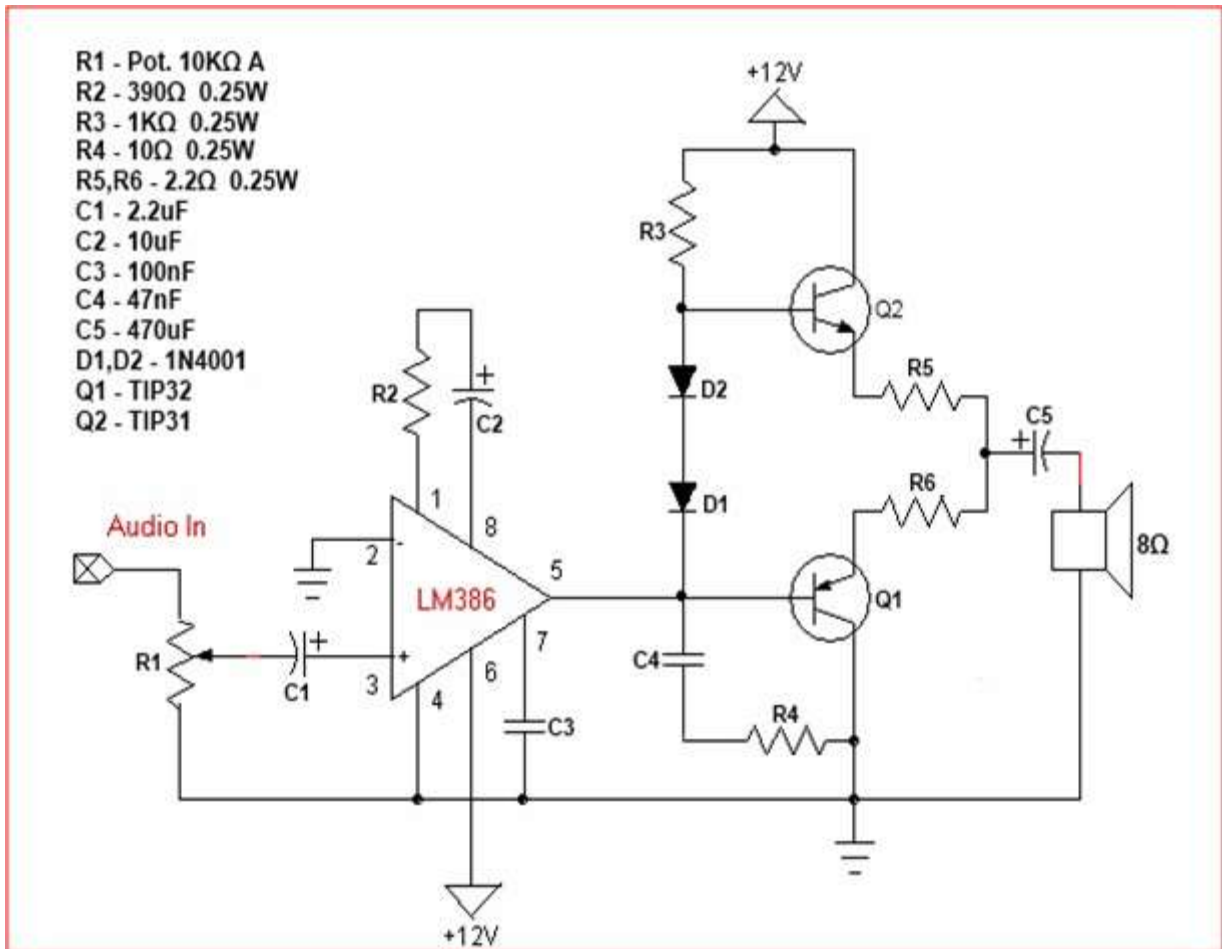 R1 - Pot. 10KΩ A
R2 - 390Ω 0.25W
R3 - 1KΩ 0.25W
R4 - 10Ω 0.25W
R5,R6 - 2.2Ω 0.25W
C1 - 2.2uF
C2 - 10uF
C3 - 100nF
C4 - 47nF
C5 - 470uF
D1,D2 - 1N4001
Q1 - TIP32
Q2 - TIP31
+12V
R3
Q2
R5
D2
C5
+
R2
+
C2
R6
D1
1
8
Audio In
2
-
5
LM386
8Ω
Q1
7
R1
+
C1
+
3
6
4
C4
C3
R4
+12V